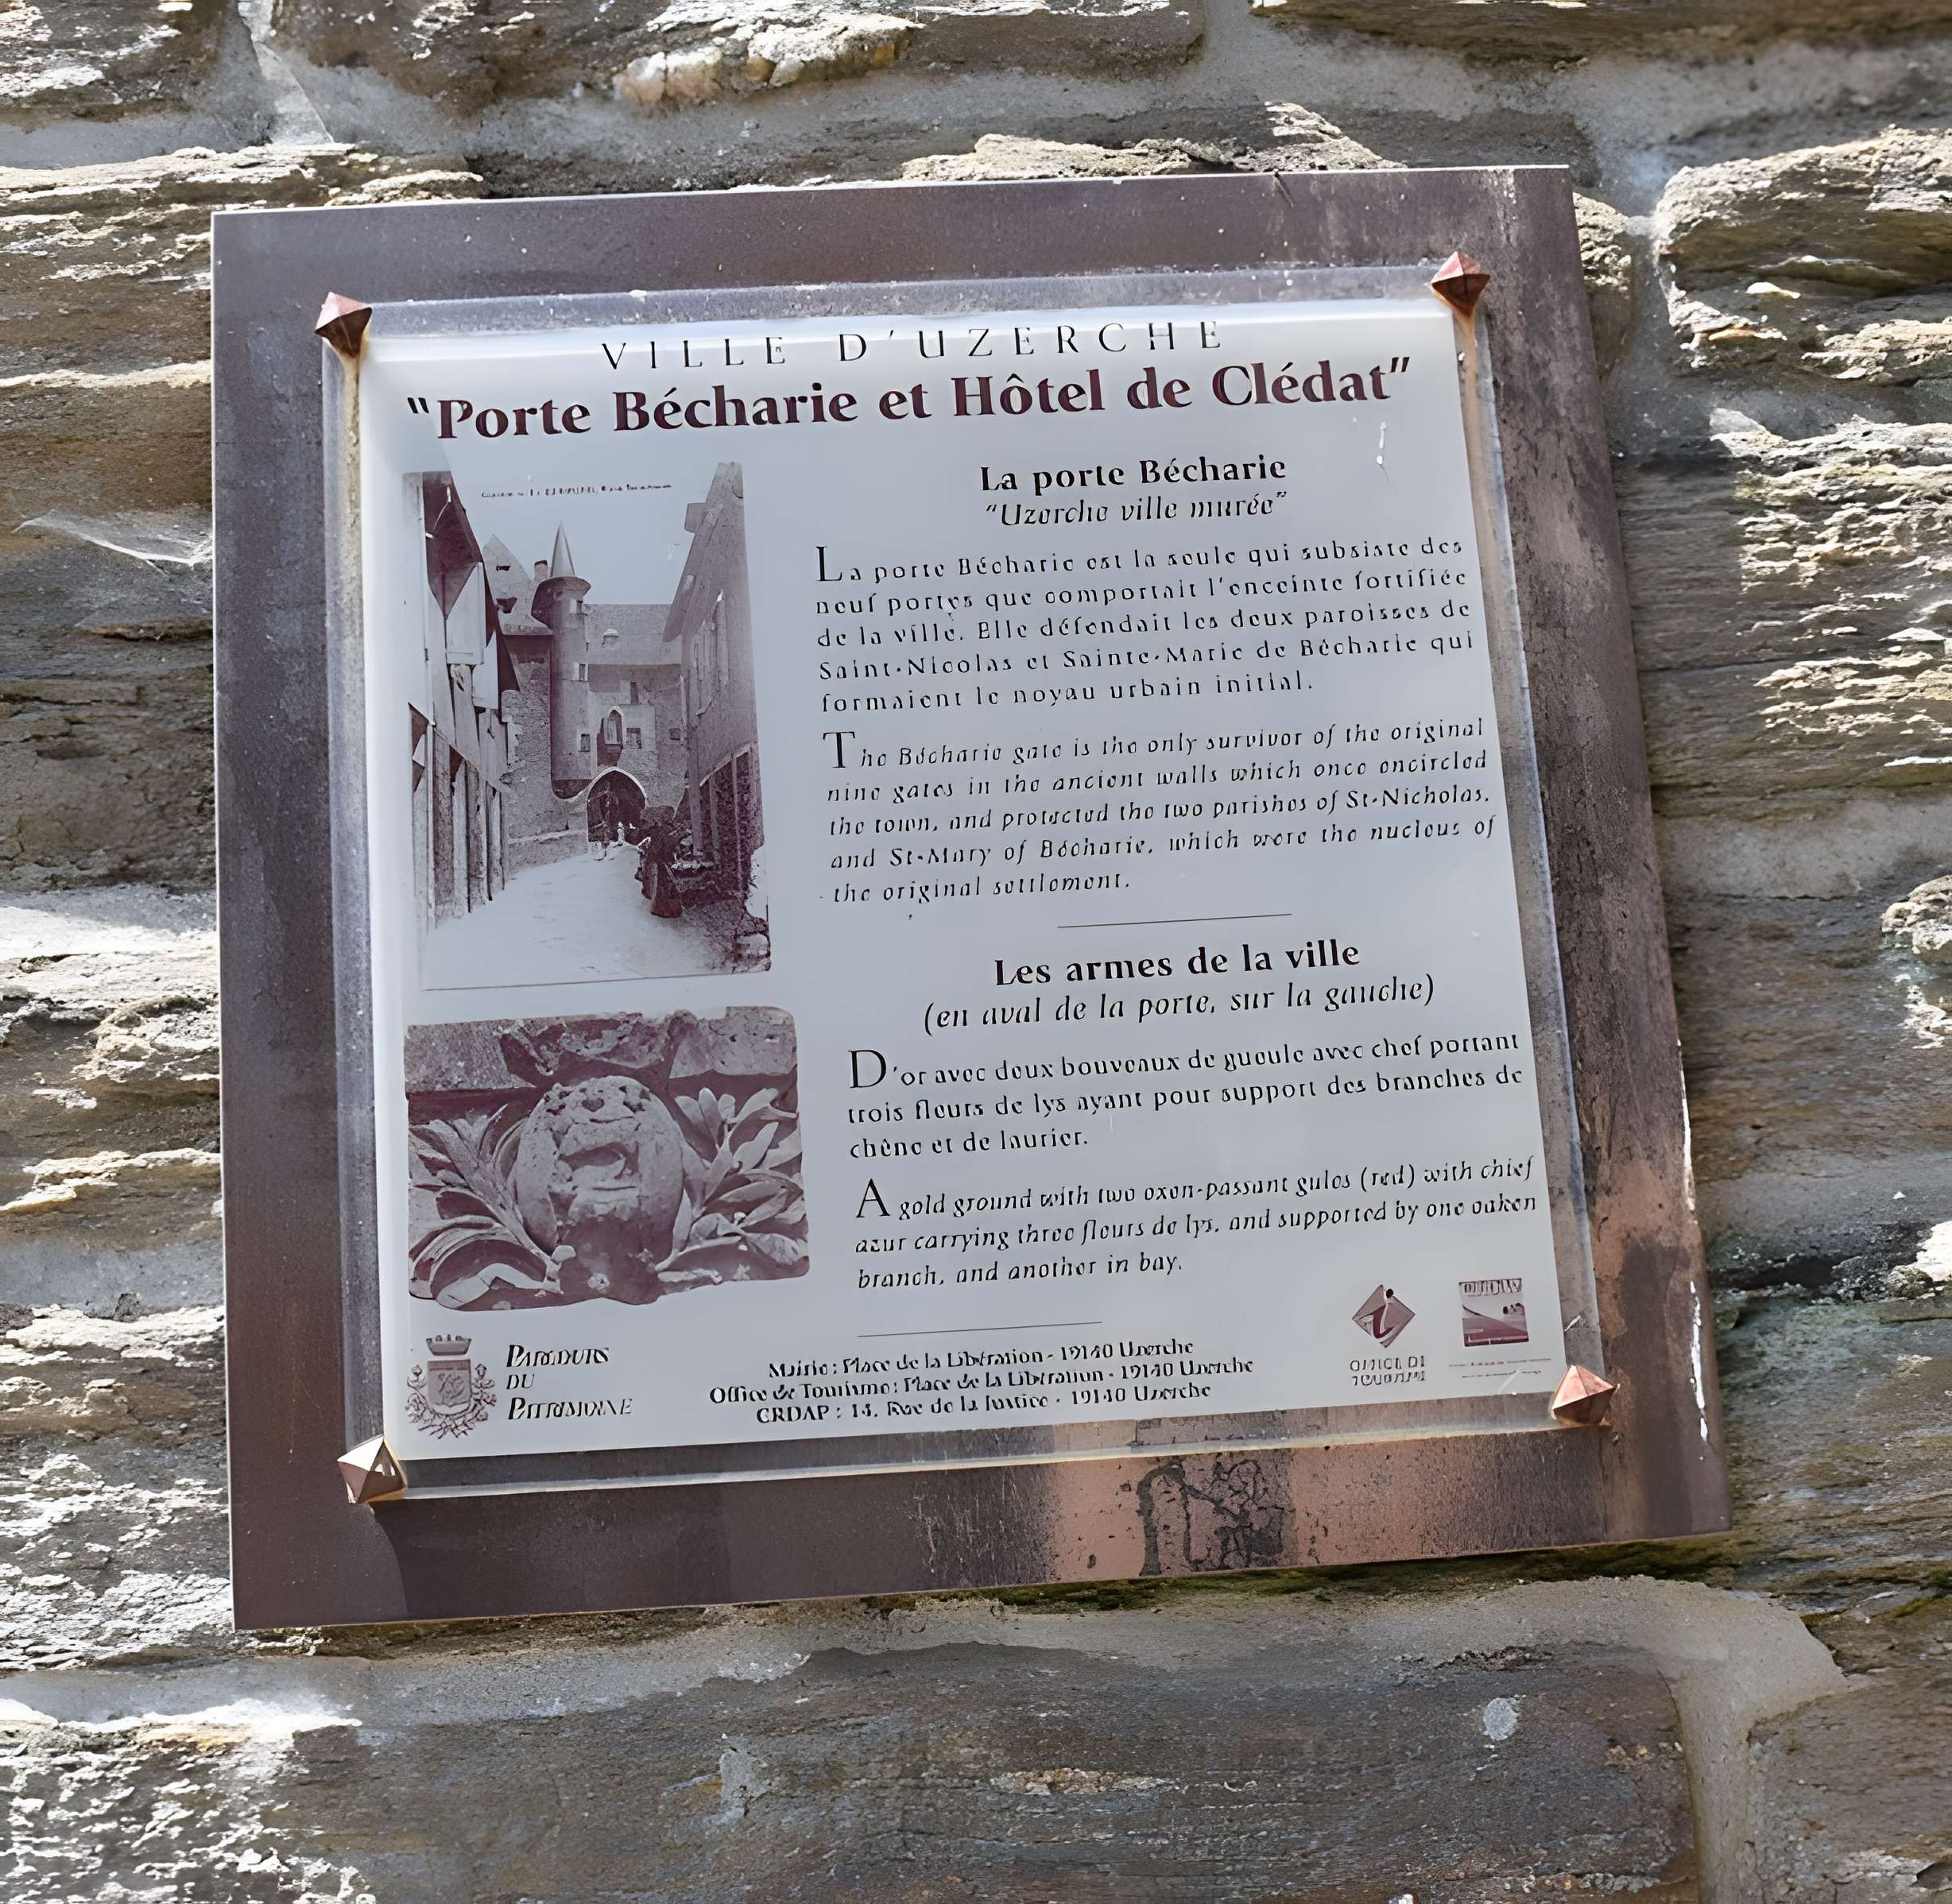 VILLE D'UZERCHE
"Porte Bécharie et Hôtel de Clédat"
La porte Bécharie
"Uzerche ville murée"
La porte Bécharie est la seule qui subsiste des
neuf portes que comportait l'enceinte fortifiée
de la ville. Elle défendait les deux paroisses de
Saint-Nicolas et Sainte-Marie de Bécharie qui
formaient le noyau urbain initial.
The Bécharie gate is the only survivor of the original
nine gates in the ancient walls which once encircled
the town, and protected the two parishes of St-Nicholas,
and St-Mary of Bécharie, which were the nucleus of
the original settlement.
Les armes de la ville
(en aval de la porte, sur la gauche)
D'or avec deux bouveaux de gueule avec chef portant
trois fleurs de lys ayant pour support des branches de
chêne et de laurier.
A gold ground with two oxen-passant gules (red) with chief
azur carrying three fleurs de lys, and supported by one oaken
branch, and another in bay.
PARCOURS
DU
PATRIMOINE
Mairie : Place de la Libération - 19140 Uzerche
Office de Tourisme : Place de la Libération - 19140 Uzerche
CRDAP : 14, Rue de la Justice - 19140 Uzerche
OFFICE DE
TOURISME